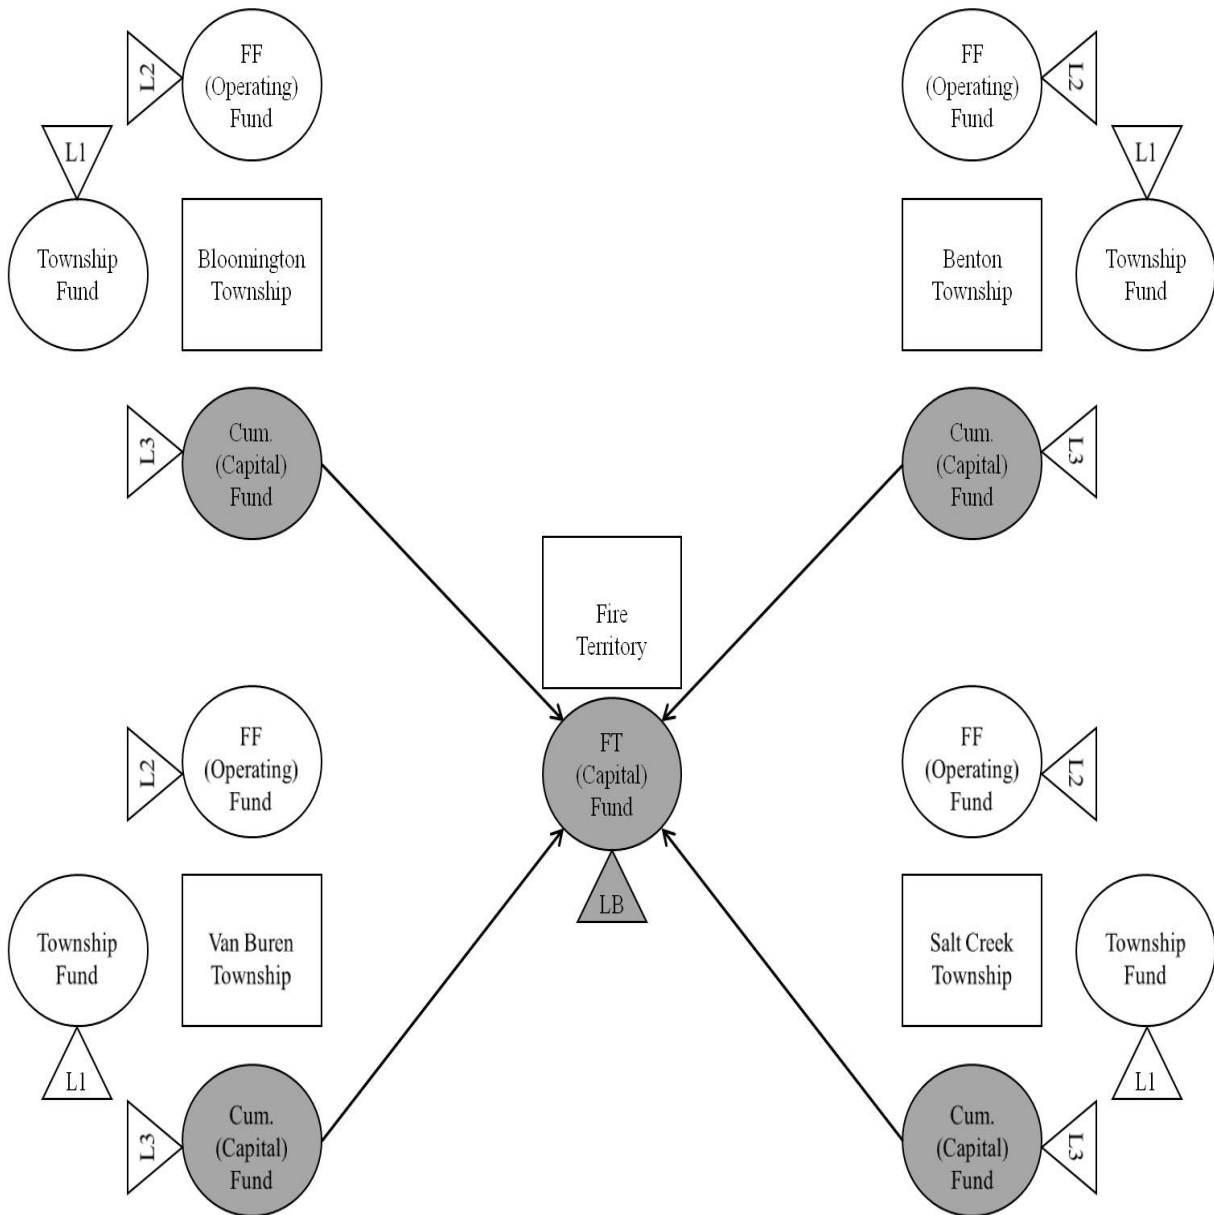 L2
FF
(Operating)
Fund
L1
Township
Fund
Bloomington
Township
L3
Cum.
(Capital)
Fund
FF
(Operating)
Fund
L2
L1
Benton
Township
Township
Fund
Cum.
(Capital)
Fund
L3
Fire
Territory
FT
(Capital)
Fund
LB
L2
FF
(Operating)
Fund
Township
Fund
Van Buren
Township
L1
L3
Cum.
(Capital)
Fund
FF
(Operating)
Fund
L2
Salt Creek
Township
Township
Fund
L1
Cum.
(Capital)
Fund
L3